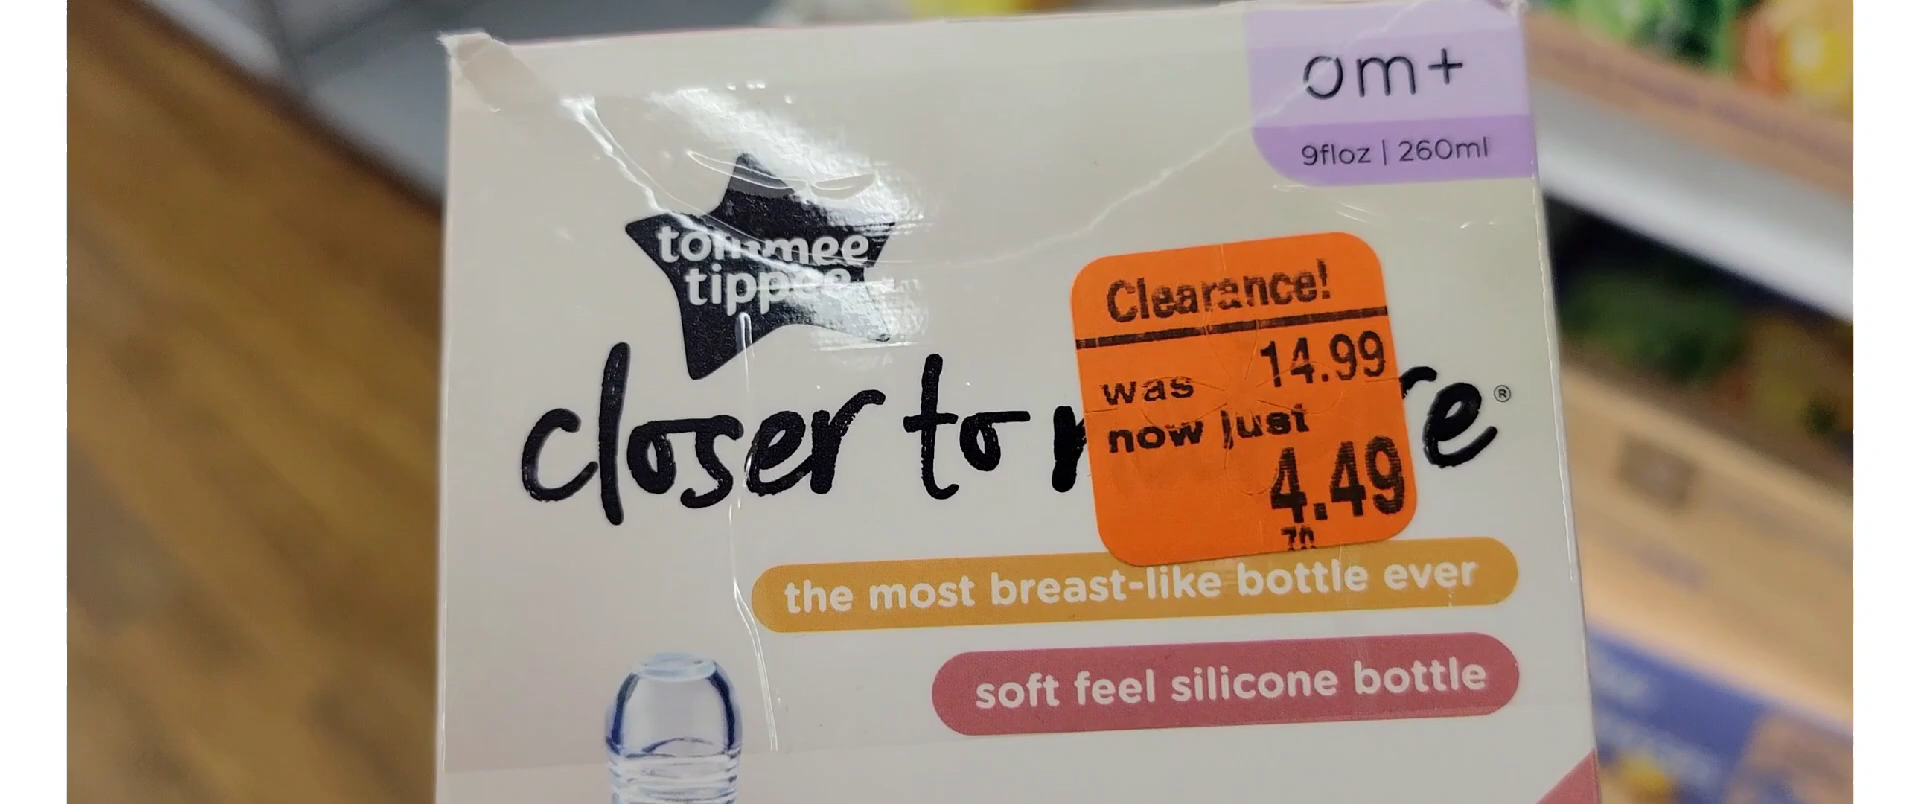 0m+
9floz | 260ml
tommee
tippee
closer to
Clearance!
was 14.99
now just
4.49
the most breast-like bottle ever
soft feel silicone bottle